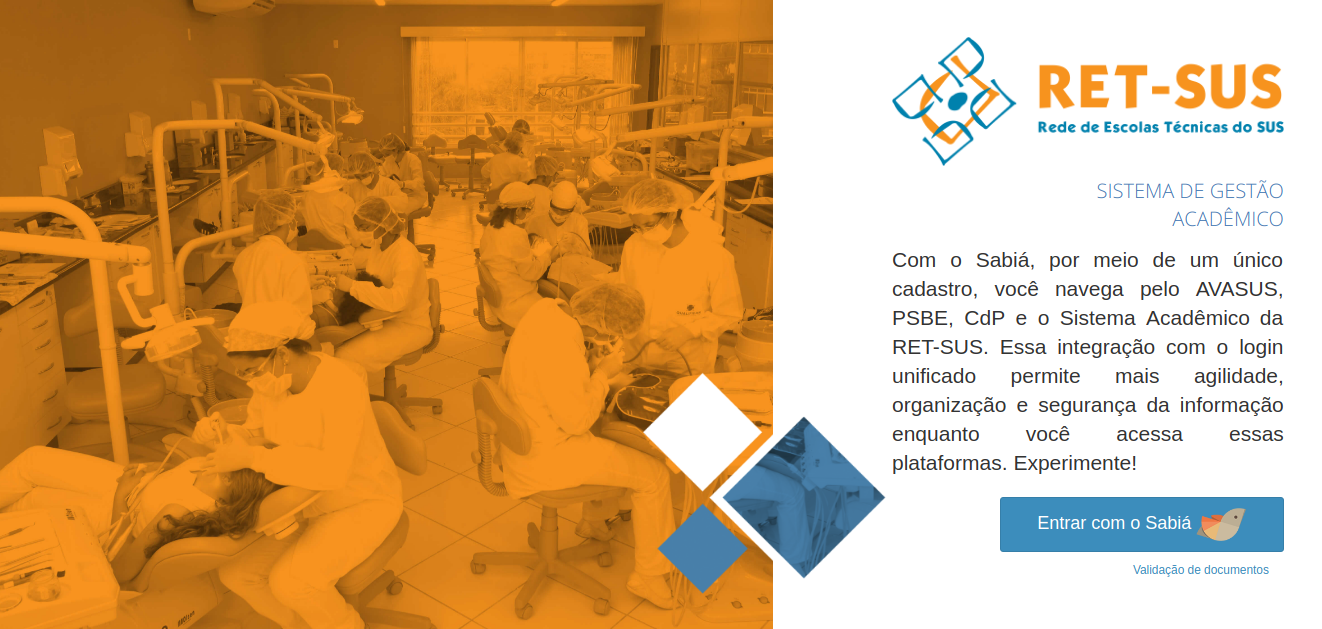 RET-SUS
Rede de Escolas Técnicas do SUS
SISTEMA DE GESTÃO
ACADÊMICO
Com o Sabiá, por meio de um único
cadastro, você navega pelo AVASUS,
PSBE, CdP e o Sistema Acadêmico da
RET-SUS. Essa integração com o login
unificado permite mais agilidade,
organização e segurança da informação
enquanto você acessa essas
plataformas. Experimente!
Entrar com o Sabiá
Validação de documentos